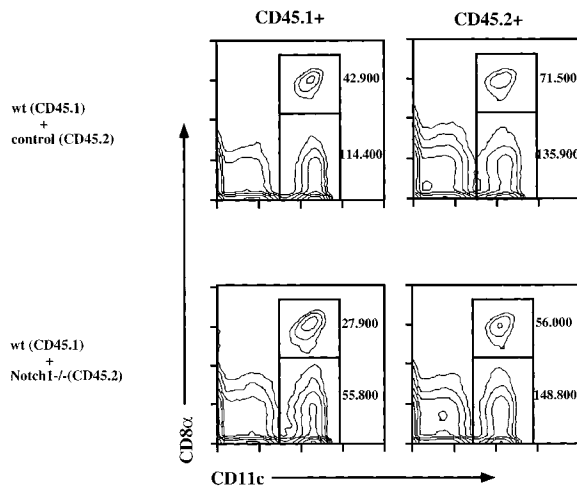 CD45.1+ CD45.2+
wt (CD45.1)
+
control (CD45.2)
42.900
114.400
71.500
135.900
wt (CD45.1)
+
Notch1-/-(CD45.2)
27.900
55.800
56.000
148.800
CD8α
CD11c